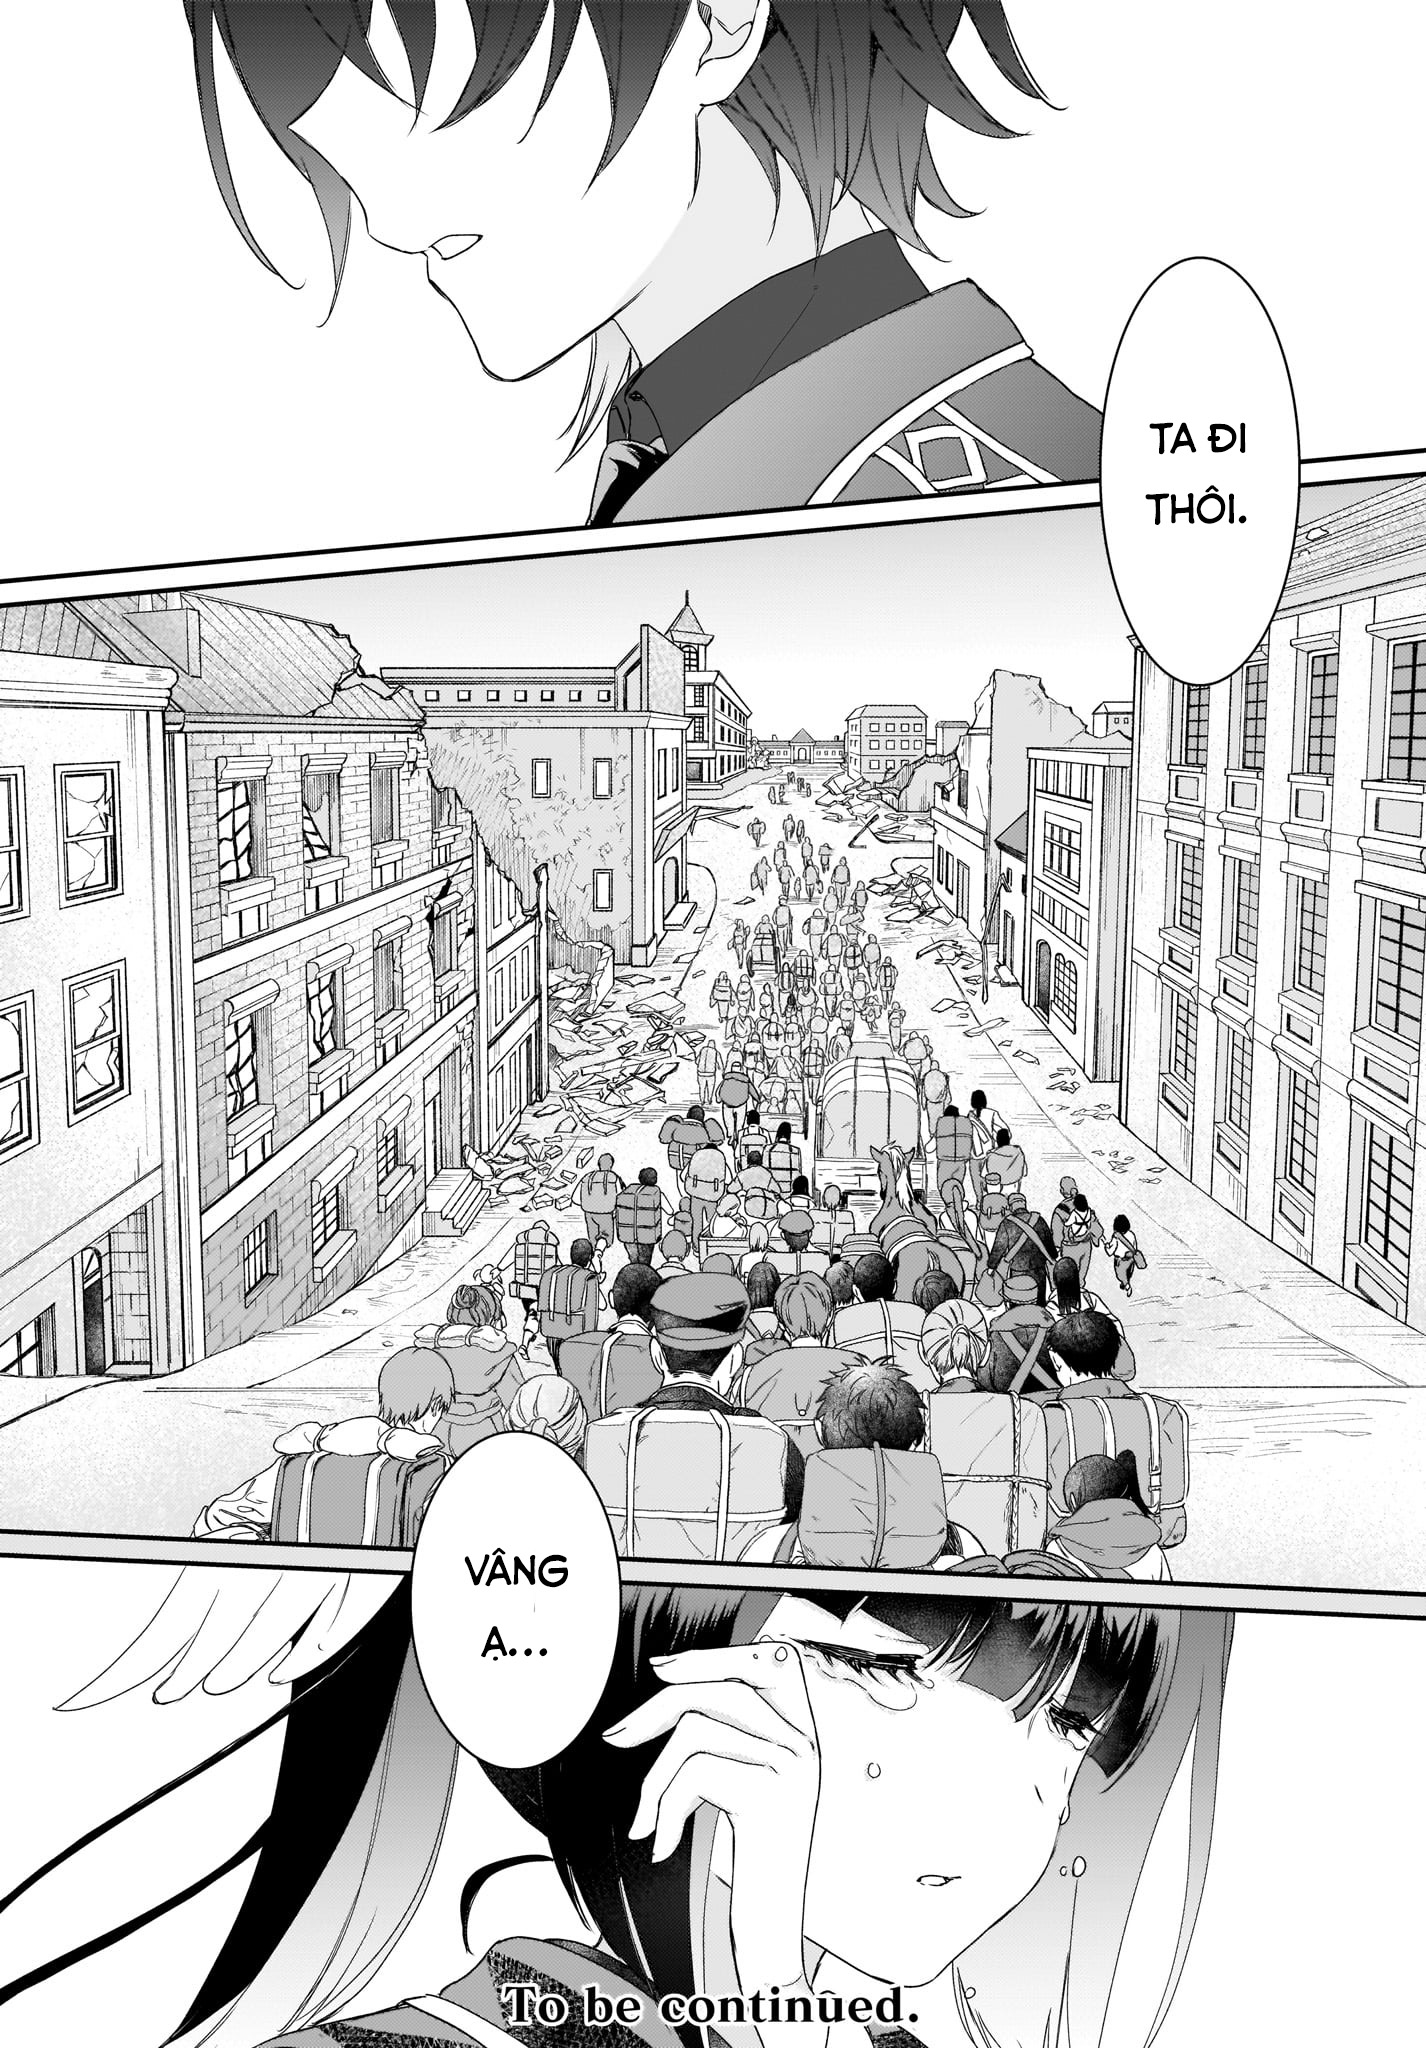 TA ĐI
THÔI.
VÂNG
Ạ...
To be continued.